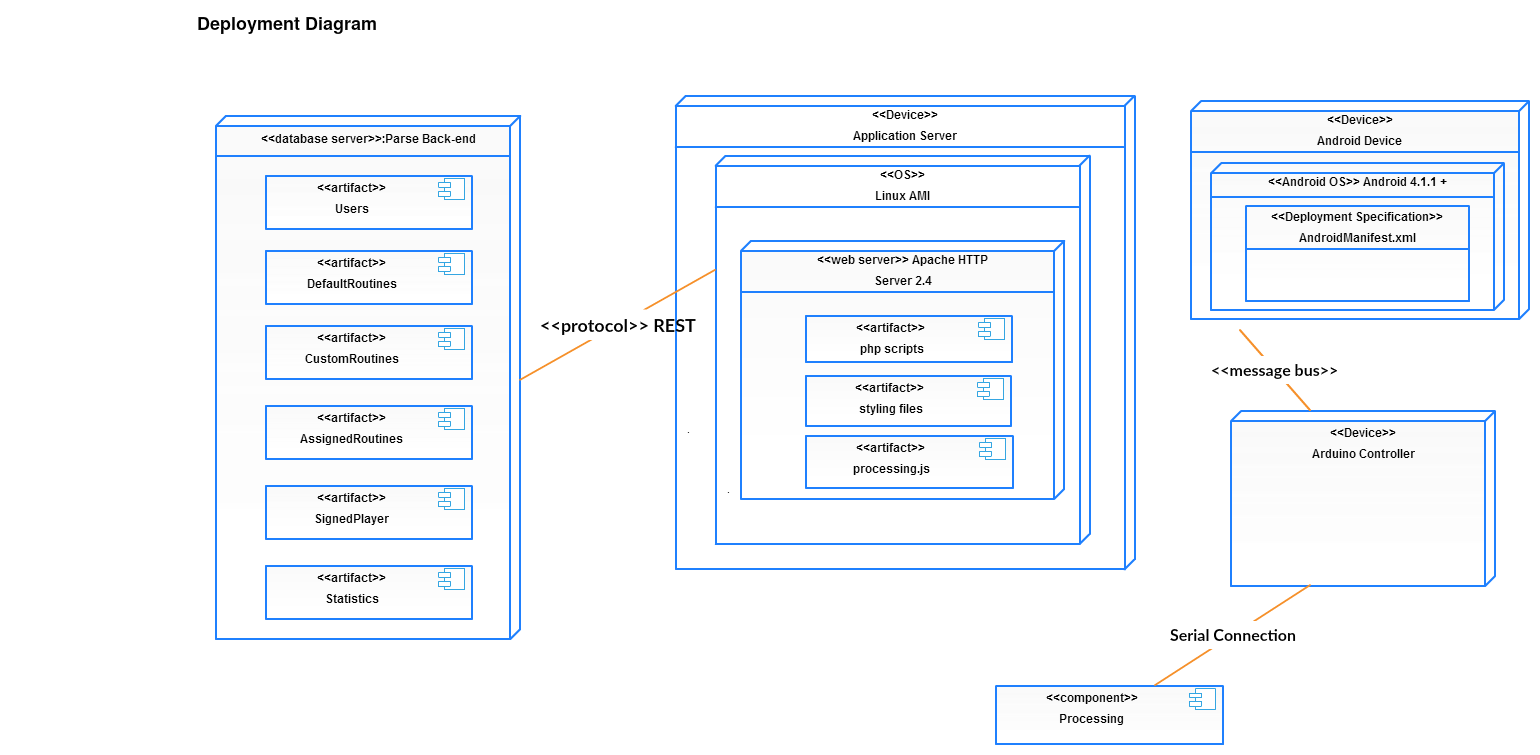 Deployment Diagram
<<database server>>:Parse Back-end
<<artifact>>
Users
<<artifact>>
DefaultRoutines
<<artifact>>
CustomRoutines
<<artifact>>
AssignedRoutines
<<artifact>>
SignedPlayer
<<artifact>>
Statistics
<<protocol>> REST
<<Device>>
Application Server
<<OS>>
Linux AMI
<<web server>> Apache HTTP
Server 2.4
<<artifact>>
php scripts
<<artifact>>
styling files
<<artifact>>
processing.js
<<Device>>
Android Device
<<Android OS>> Android 4.1.1 +
<<Deployment Specification>>
AndroidManifest.xml
<<message bus>>
<<Device>>
Arduino Controller
Serial Connection
<<component>>
Processing